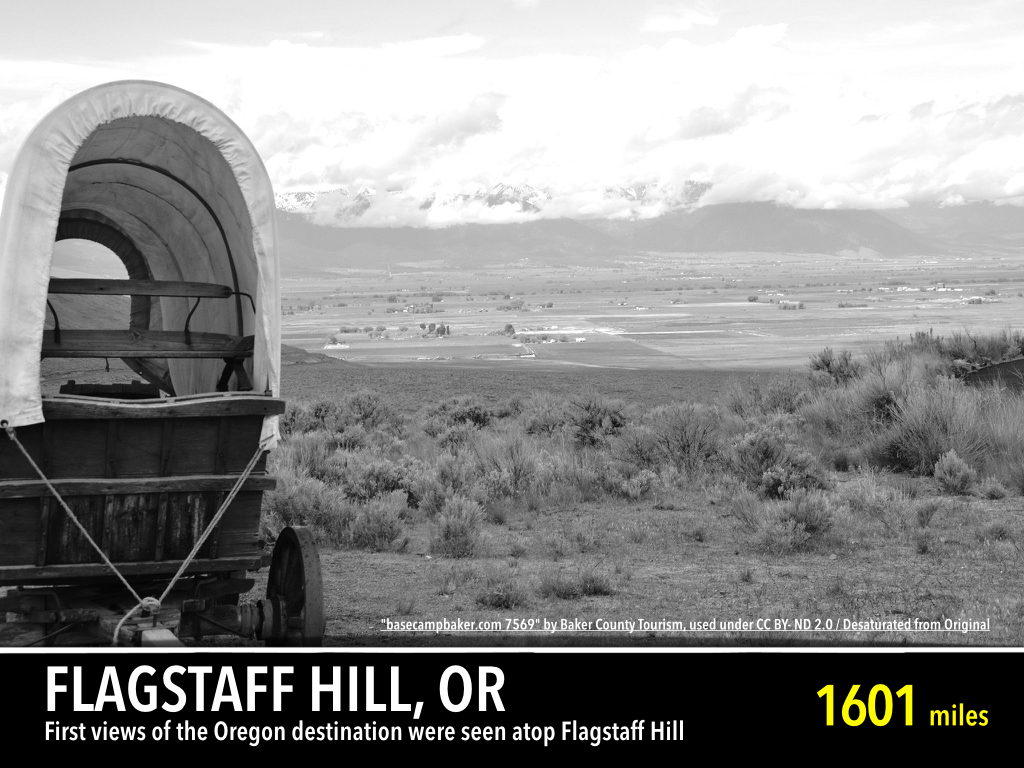 "basecampbaker.com 7569" by Baker County Tourism, used under CC BY- ND 2.0 / Desaturated from Original
FLAGSTAFF HILL, OR
First views of the Oregon destination were seen atop Flagstaff Hill
1601 miles